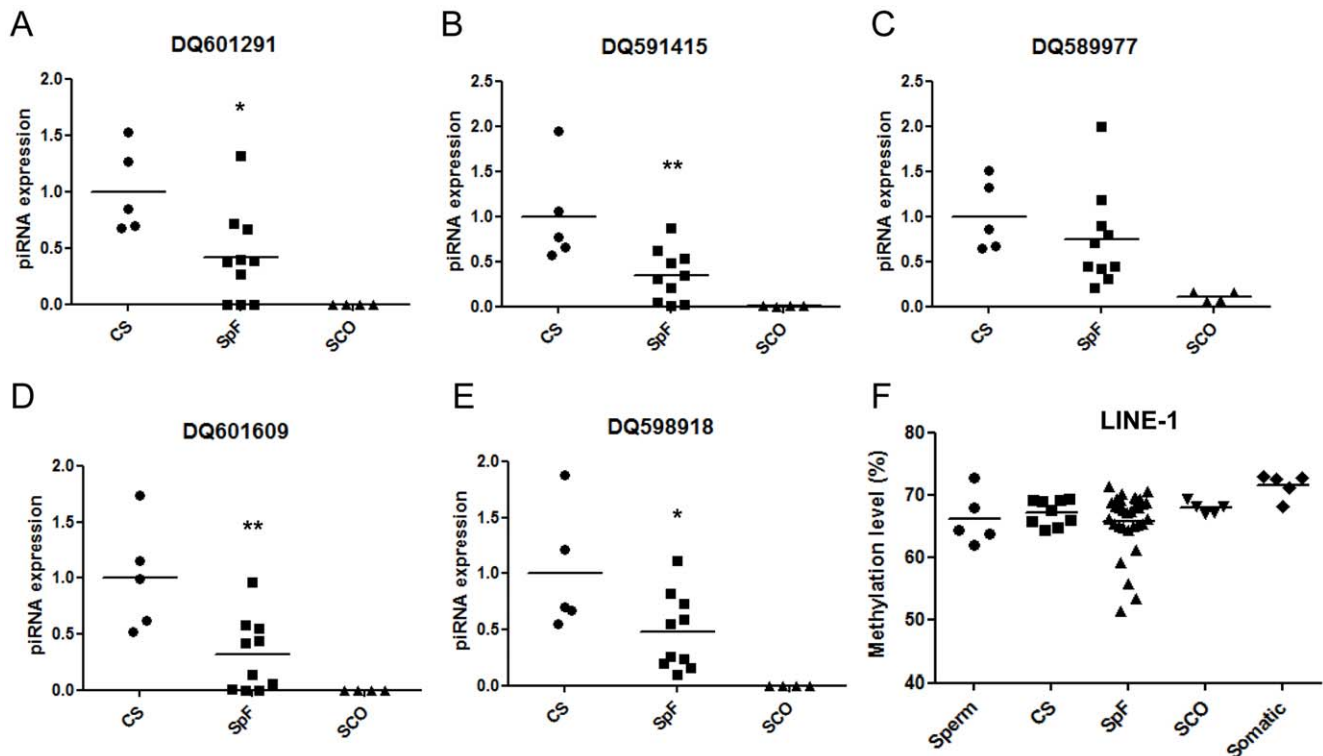 A
DQ601291
piRNA expression
2.0
1.5
1.0
0.5
0.0
*
CS
SpF
SCO
B
DQ591415
piRNA expression
2.5
2.0
1.5
1.0
0.5
0.0
**
CS
SpF
SCO
C
DQ589977
piRNA expression
2.5
2.0
1.5
1.0
0.5
0.0
CS
SpF
SCO
D
DQ601609
piRNA expression
2.0
1.5
1.0
0.5
0.0
**
CS
SpF
SCO
E
DQ598918
piRNA expression
2.0
1.5
1.0
0.5
0.0
*
CS
SpF
SCO
F
LINE-1
Methylation level (%)
80
70
60
50
40
Sperm
CS
SpF
SCO
Somatic